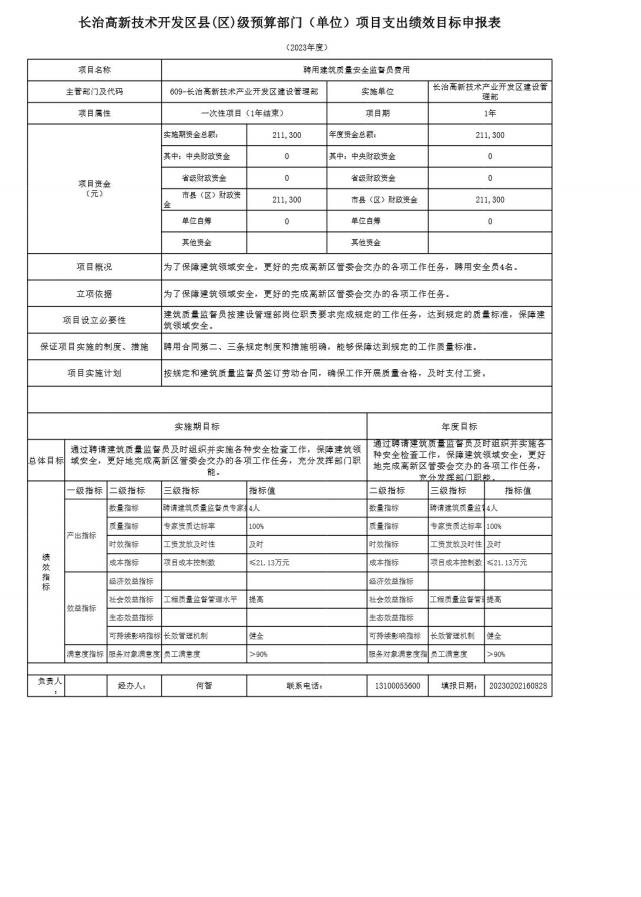 长治高新技术开发区县(区)级预算部门（单位）项目支出绩效目标申报表
（2023年度）
项目名称 聘用建筑质量安全监督员费用
主管部门及代码 609-长治高新技术产业开发区建设管理部 实施单位 长治高新技术产业开发区建设管
理部
项目属性 一次性项目（1年结束） 项目期 1年
项目资金
（元）
实施期资金总额： 211,300 年度资金总额： 211,300
其中：中央财政资金 0 其中：中央财政资金 0
省级财政资金 0 省级财政资金 0
市县（区）财政资
金 211,300 市县（区）财政资金 211,300
单位自筹 0 单位自筹 0
其他资金 其他资金
项目概况 为了保障建筑领域安全，更好的完成高新区管委会交办的各项工作任务，聘用安全员4名。
立项依据 为了保障建筑领域安全，更好的完成高新区管委会交办的各项工作任务。
项目设立必要性 建筑质量监督员按建设管理部岗位职责要求完成规定的工作任务，达到规定的质量标准，保障建
筑领域安全。
保证项目实施的制度、措施 聘用合同第二、三条规定制度和措施明确，能够保障达到规定的工作质量标准。
项目实施计划 按规定和建筑质量监督员签订劳动合同，确保工作开展质量合格，及时支付工资。
实施期目标 年度目标
总体目标
通过聘请建筑质量监督员及时组织并实施各种安全检查工作，保障建筑领
域安全，更好地完成高新区管委会交办的各项工作任务，充分发挥部门职
能。
通过聘请建筑质量监督员及时组织并实施各
种安全检查工作，保障建筑领域安全，更好
地完成高新区管委会交办的各项工作任务，
充分发挥部门职能。
绩效指标
一级指标 二级指标 三级指标 指标值 二级指标 三级指标 指标值
产出指标
数量指标 聘请建筑质量监督员专家 4人 数量指标 聘请建筑质量监 4人
质量指标 专家资质达标率 100% 质量指标 专家资质达标率 100%
时效指标 工资发放及时性 及时 时效指标 工资发放及时性 及时
成本指标 项目成本控制数 ≤21.13万元 成本指标 项目成本控制数 ≤21.13万元
效益指标
经济效益指标 经济效益指标
社会效益指标 工程质量监督管理水平 提高 社会效益指标 工程质量监督管理 提高
生态效益指标 生态效益指标
可持续影响指标 长效管理机制 健全 可持续影响指标 长效管理机制 健全
满意度指标 服务对象满意度 员工满意度 ＞90% 服务对象满意度指 员工满意度 ＞90%
负责人
： 经办人： 何智 联系电话： 13100055600 填报日期： 20230202160828